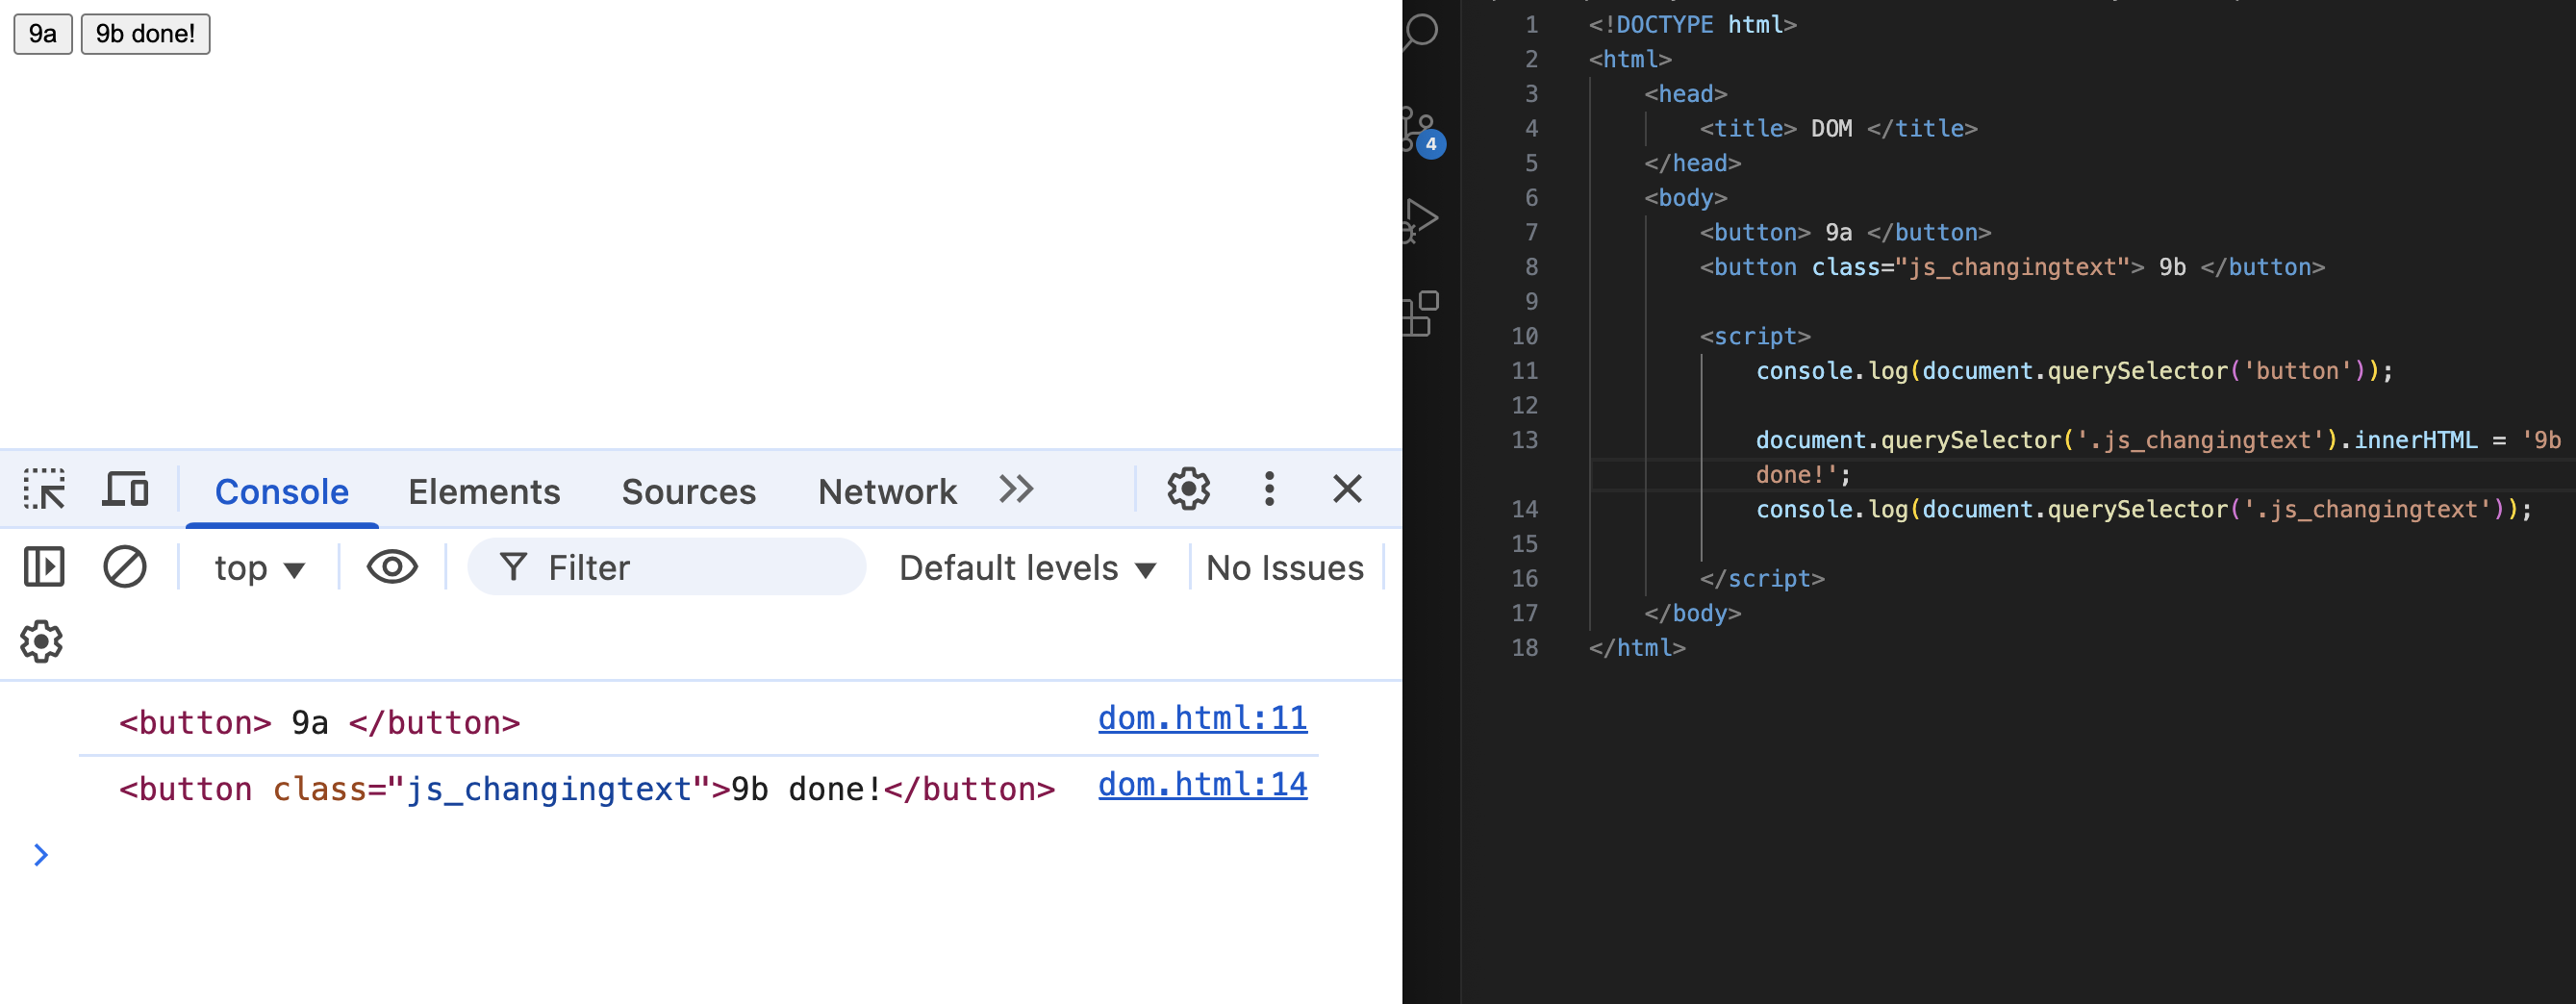 9a 9b done!
Console Elements Sources Network
top Filter Default levels No Issues
<button> 9a </button> dom.html:11
<button class="js_changingtext">9b done!</button> dom.html:14
4
1 <!DOCTYPE html>
2 <html>
3 <head>
4 <title> DOM </title>
5 </head>
6 <body>
7 <button> 9a </button>
8 <button class="js_changingtext"> 9b </button>
9
10 <script>
11 console.log(document.querySelector('button'));
12
13 document.querySelector('.js_changingtext').innerHTML = '9b
done!';
14 console.log(document.querySelector('.js_changingtext'));
15
16 </script>
17 </body>
18 </html>